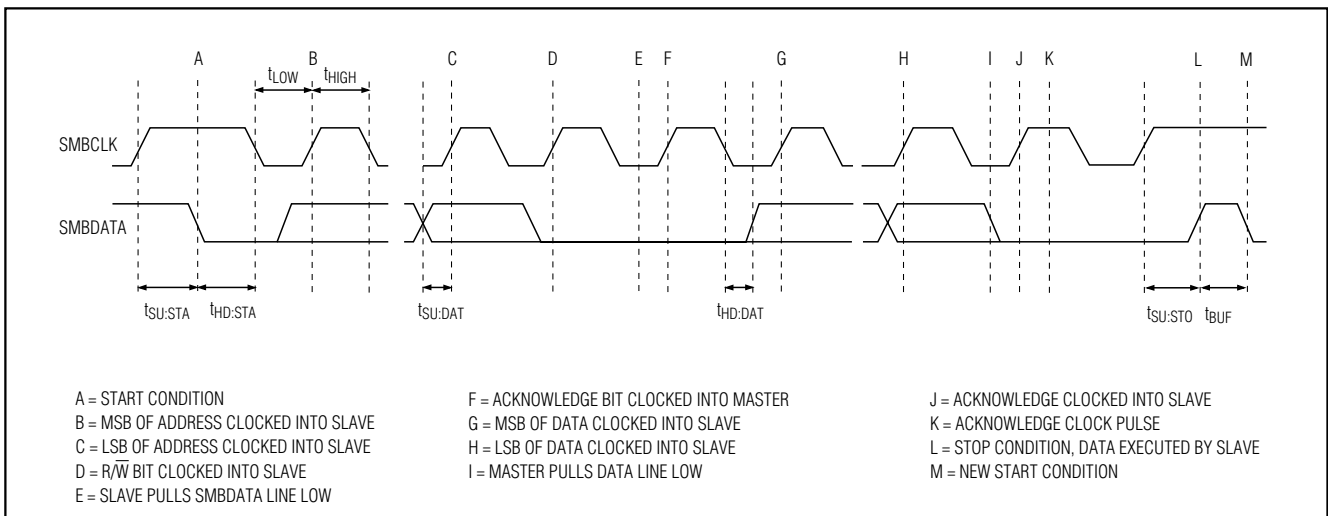 A B C D E F G H I J K L M
tLOW tHIGH
SMBCLK
SMBDATA
tSU:STA tHD:STA tSU:DAT tHD:DAT tSU:STO tBUF
A = START CONDITION
B = MSB OF ADDRESS CLOCKED INTO SLAVE
C = LSB OF ADDRESS CLOCKED INTO SLAVE
D = R/W̅ BIT CLOCKED INTO SLAVE
E = SLAVE PULLS SMBDATA LINE LOW
F = ACKNOWLEDGE BIT CLOCKED INTO MASTER
G = MSB OF DATA CLOCKED INTO SLAVE
H = LSB OF DATA CLOCKED INTO SLAVE
I = MASTER PULLS DATA LINE LOW
J = ACKNOWLEDGE CLOCKED INTO SLAVE
K = ACKNOWLEDGE CLOCK PULSE
L = STOP CONDITION, DATA EXECUTED BY SLAVE
M = NEW START CONDITION